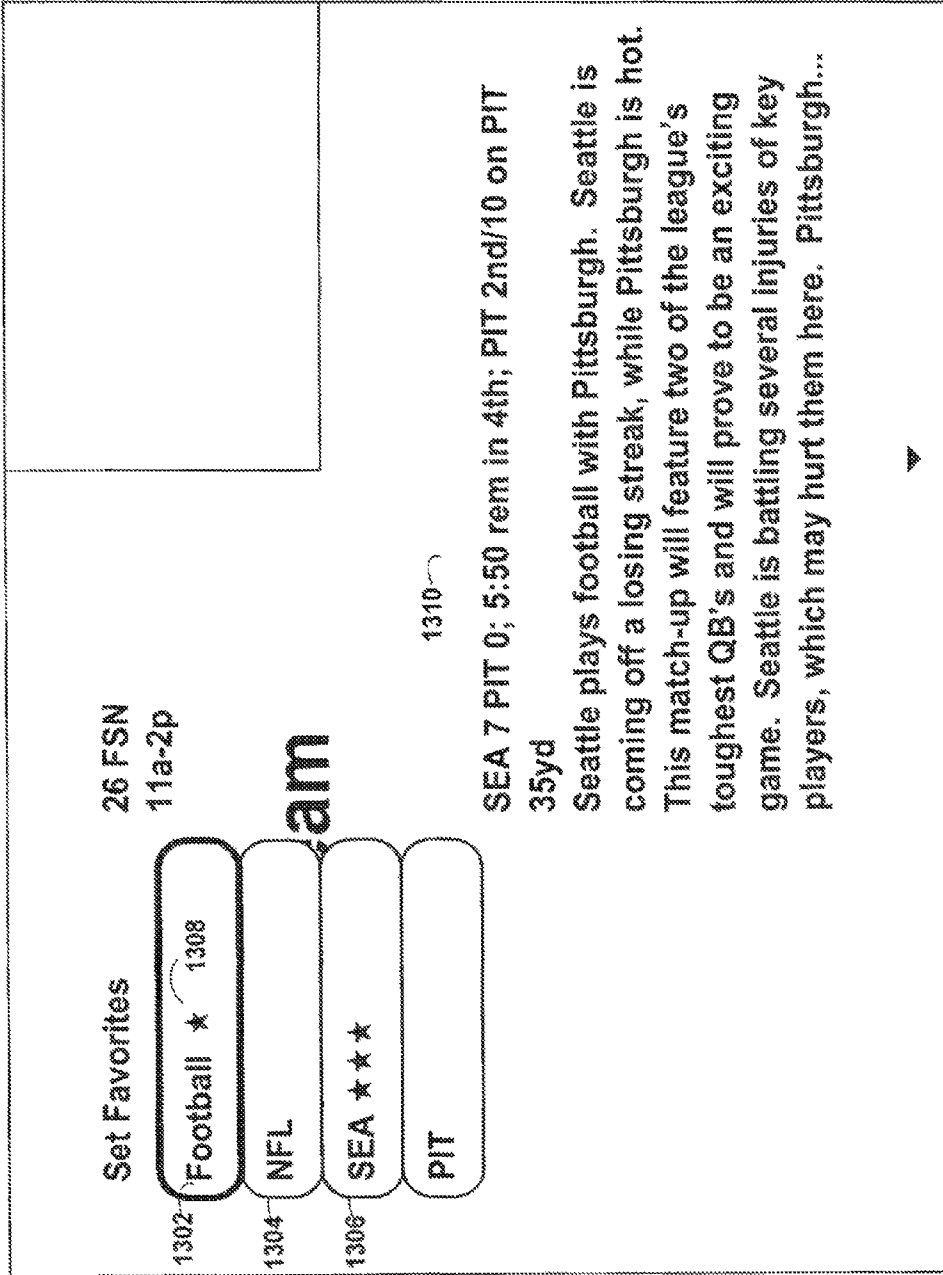 Set Favorites
26 FSN
11a-2p
1302
Football ★
1308
1304
NFL
am
1306
SEA ★★★
PIT
1310
SEA 7 PIT 0; 5:50 rem in 4th; PIT 2nd/10 on PIT
35yd
Seattle plays football with Pittsburgh. Seattle is
coming off a losing streak, while Pittsburgh is hot.
This match-up will feature two of the league's
toughest QB's and will prove to be an exciting
game. Seattle is battling several injuries of key
players, which may hurt them here. Pittsburgh...